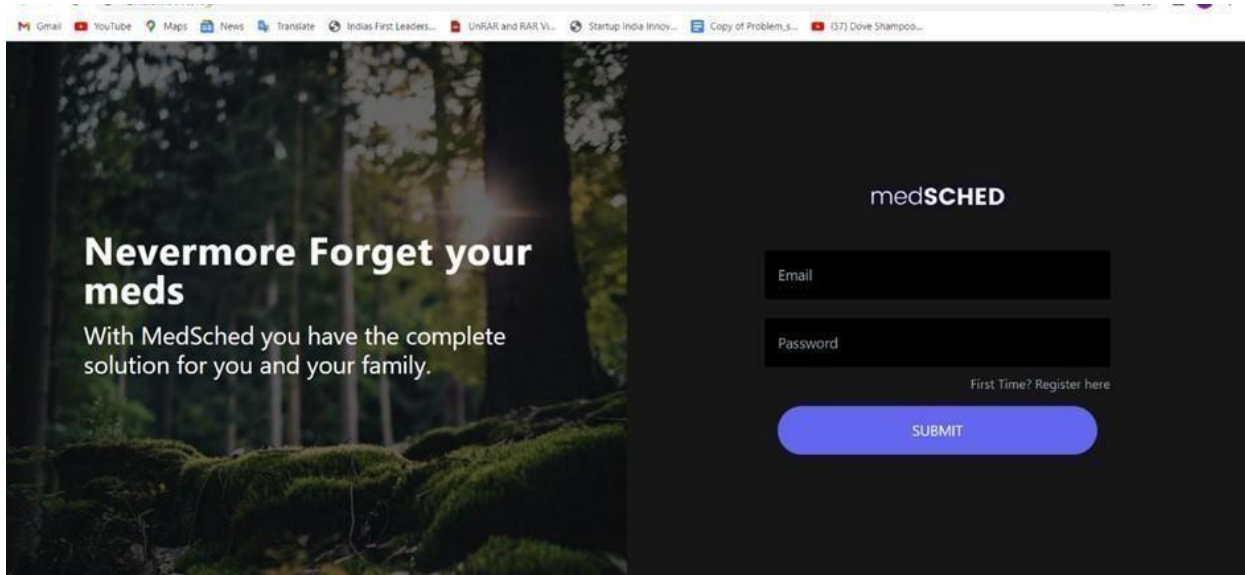 Gmail YouTube Maps News Translate Indias First Leaders... UnRAR and RAR Vi... Startup India Innov... Copy of Problem_s... (57) Dove Shampoo...
medSCHED
Nevermore Forget your
meds
With MedSched you have the complete
solution for you and your family.
Email
Password
First Time? Register here
SUBMIT